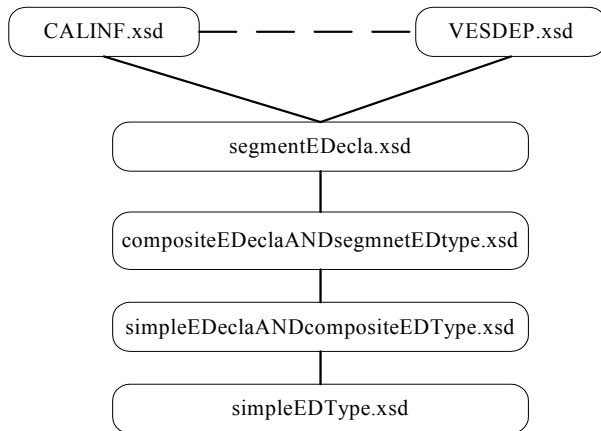 CALINF.xsd
VESDEP.xsd
segmentEDecla.xsd
compositeEDeclaANDsegmnetEDtype.xsd
simpleEDeclaANDcompositeEDType.xsd
simpleEDType.xsd